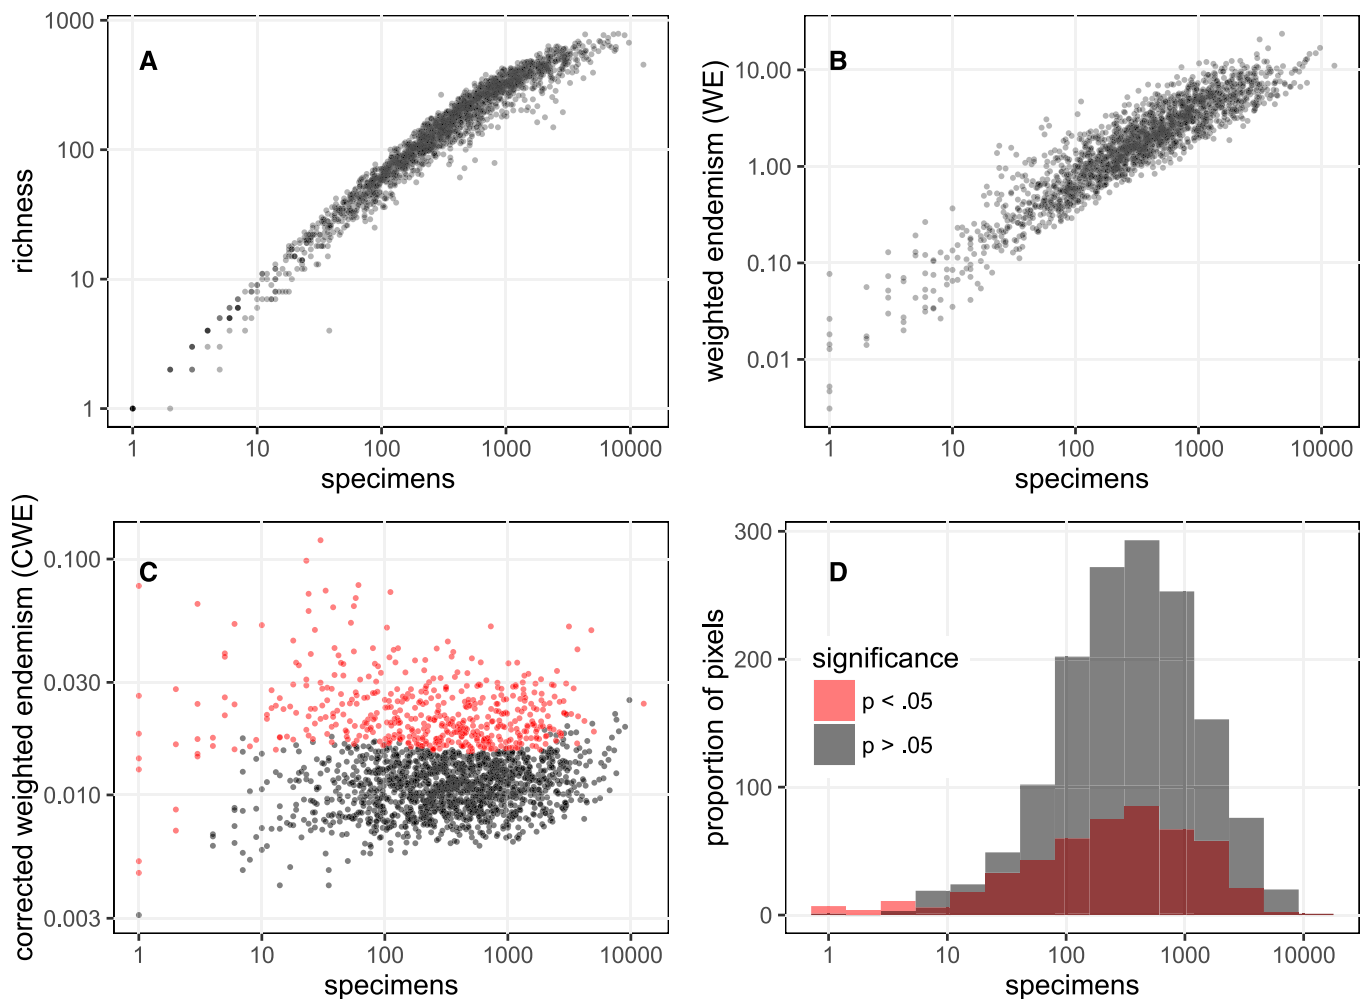 A
richness
1000
100
10
1
1
10
100
1000
10000
specimens
B
weighted endemism (WE)
10.00
1.00
0.10
0.01
1
10
100
1000
10000
specimens
C
corrected weighted endemism (CWE)
0.100
0.030
0.010
0.003
1
10
100
1000
10000
specimens
D
proportion of pixels
300
200
100
0
significance
p < .05
p > .05
1
10
100
1000
10000
specimens